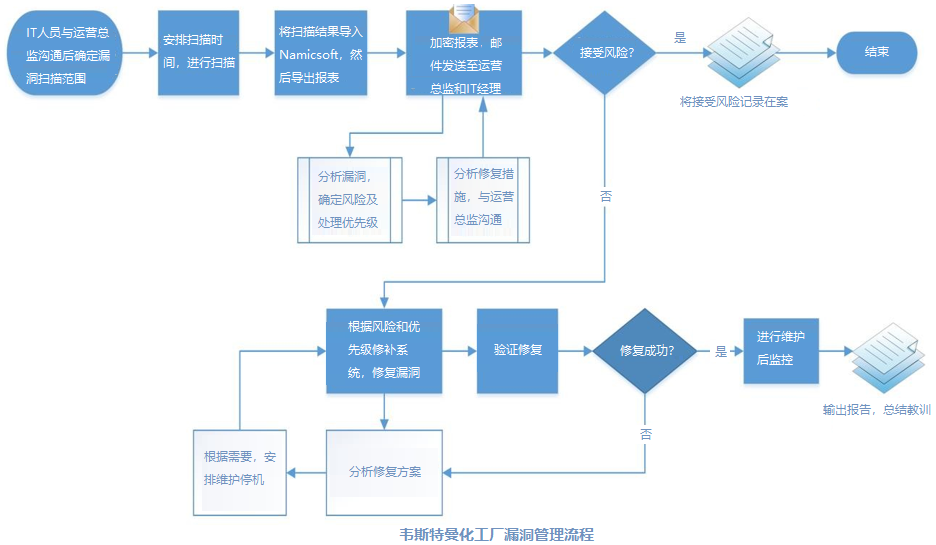 IT人员与运营总
监沟通后确定漏
洞扫描范围
安排扫描时
间，进行扫描
将扫描结果导入
Namicsoft，然
后导出报表
加密报表，邮
件发送至运营
总监和IT经理
接受风险？
是
将接受风险记录在案
结束
分析漏洞，
确定风险及
处理优先级
分析修复措
施，与运营
总监沟通
否
根据风险和优
先级修补系
统，修复漏洞
验证修复
修复成功？
是
进行维护
后监控
输出报告，总结教训
否
根据需要，安
排维护停机
分析修复方案
韦斯特曼化工厂漏洞管理流程